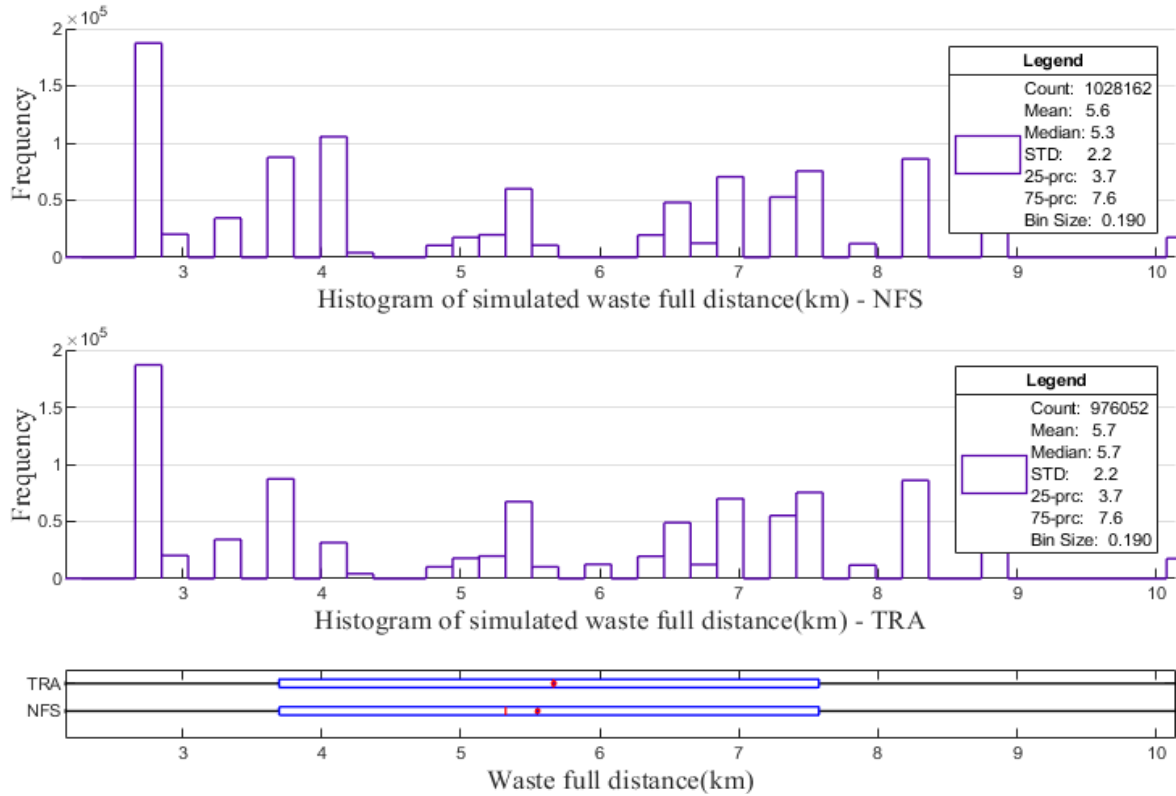 ×10^5
2
1.5
1
0.5
0
Frequency
3 4 5 6 7 8 9 10
Histogram of simulated waste full distance(km) - NFS
Legend
Count: 1028162
Mean: 5.6
Median: 5.3
STD: 2.2
25-prc: 3.7
75-prc: 7.6
Bin Size: 0.190
×10^5
2
1.5
1
0.5
0
Frequency
3 4 5 6 7 8 9 10
Histogram of simulated waste full distance(km) - TRA
Legend
Count: 976052
Mean: 5.7
Median: 5.7
STD: 2.2
25-prc: 3.7
75-prc: 7.6
Bin Size: 0.190
TRA
NFS
3 4 5 6 7 8 9 10
Waste full distance(km)